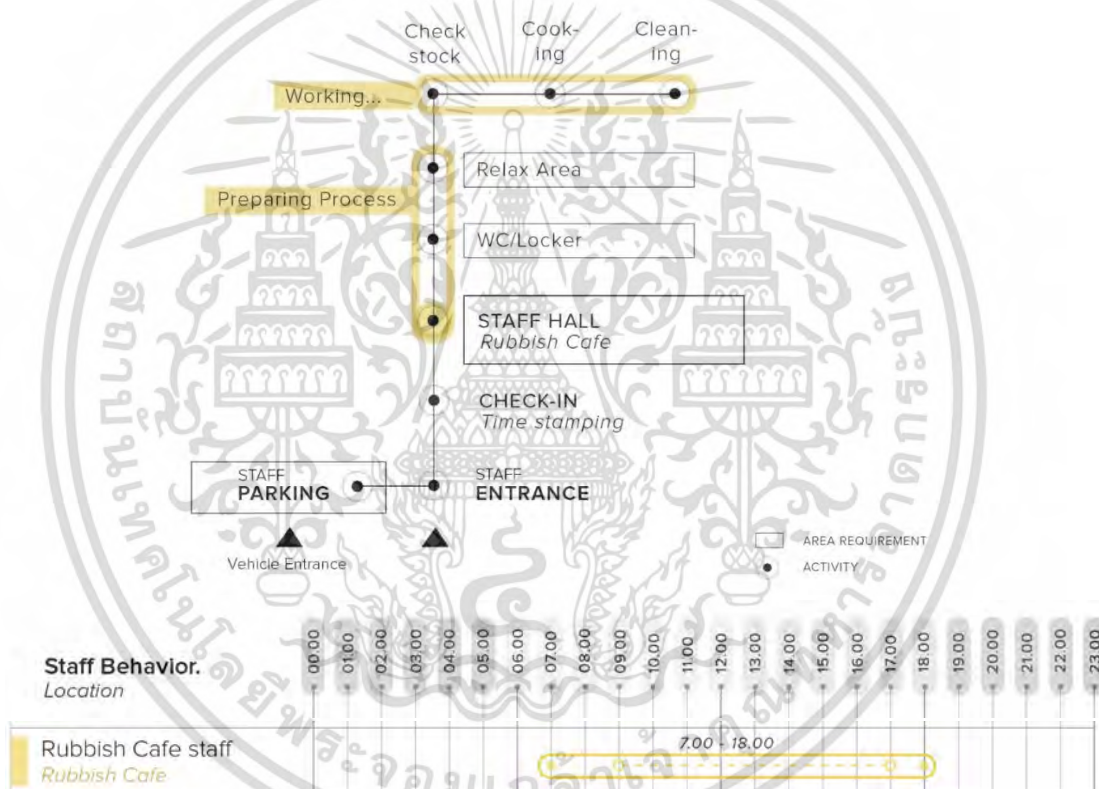 Check
stock
Cook-
ing
Clean-
ing
Working...
Relax Area
Preparing Process
WC/Locker
STAFF HALL
Rubbish Cafe
CHECK-IN
Time stamping
STAFF
PARKING
STAFF
ENTRANCE
Vehicle Entrance
AREA REQUIREMENT
ACTIVITY
Staff Behavior.
Location
00.00 01.00 02.00 03.00 04.00 05.00 06.00 07.00 08.00 09.00 10.00 11.00 12.00 13.00 14.00 15.00 16.00 17.00 18.00 19.00 20.00 21.00 22.00 23.00
Rubbish Cafe staff
Rubbish Cafe
7.00 - 18.00